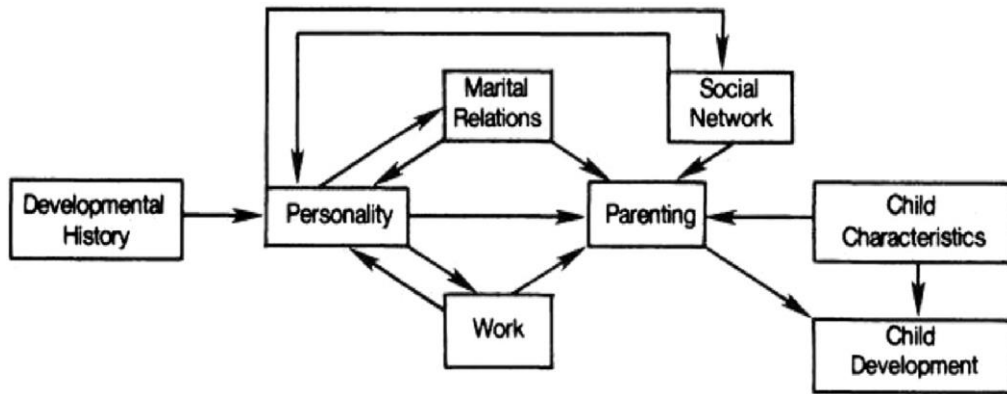 Marital
Relations
Social
Network
Developmental
History
Personality
Parenting
Child
Characteristics
Work
Child
Development